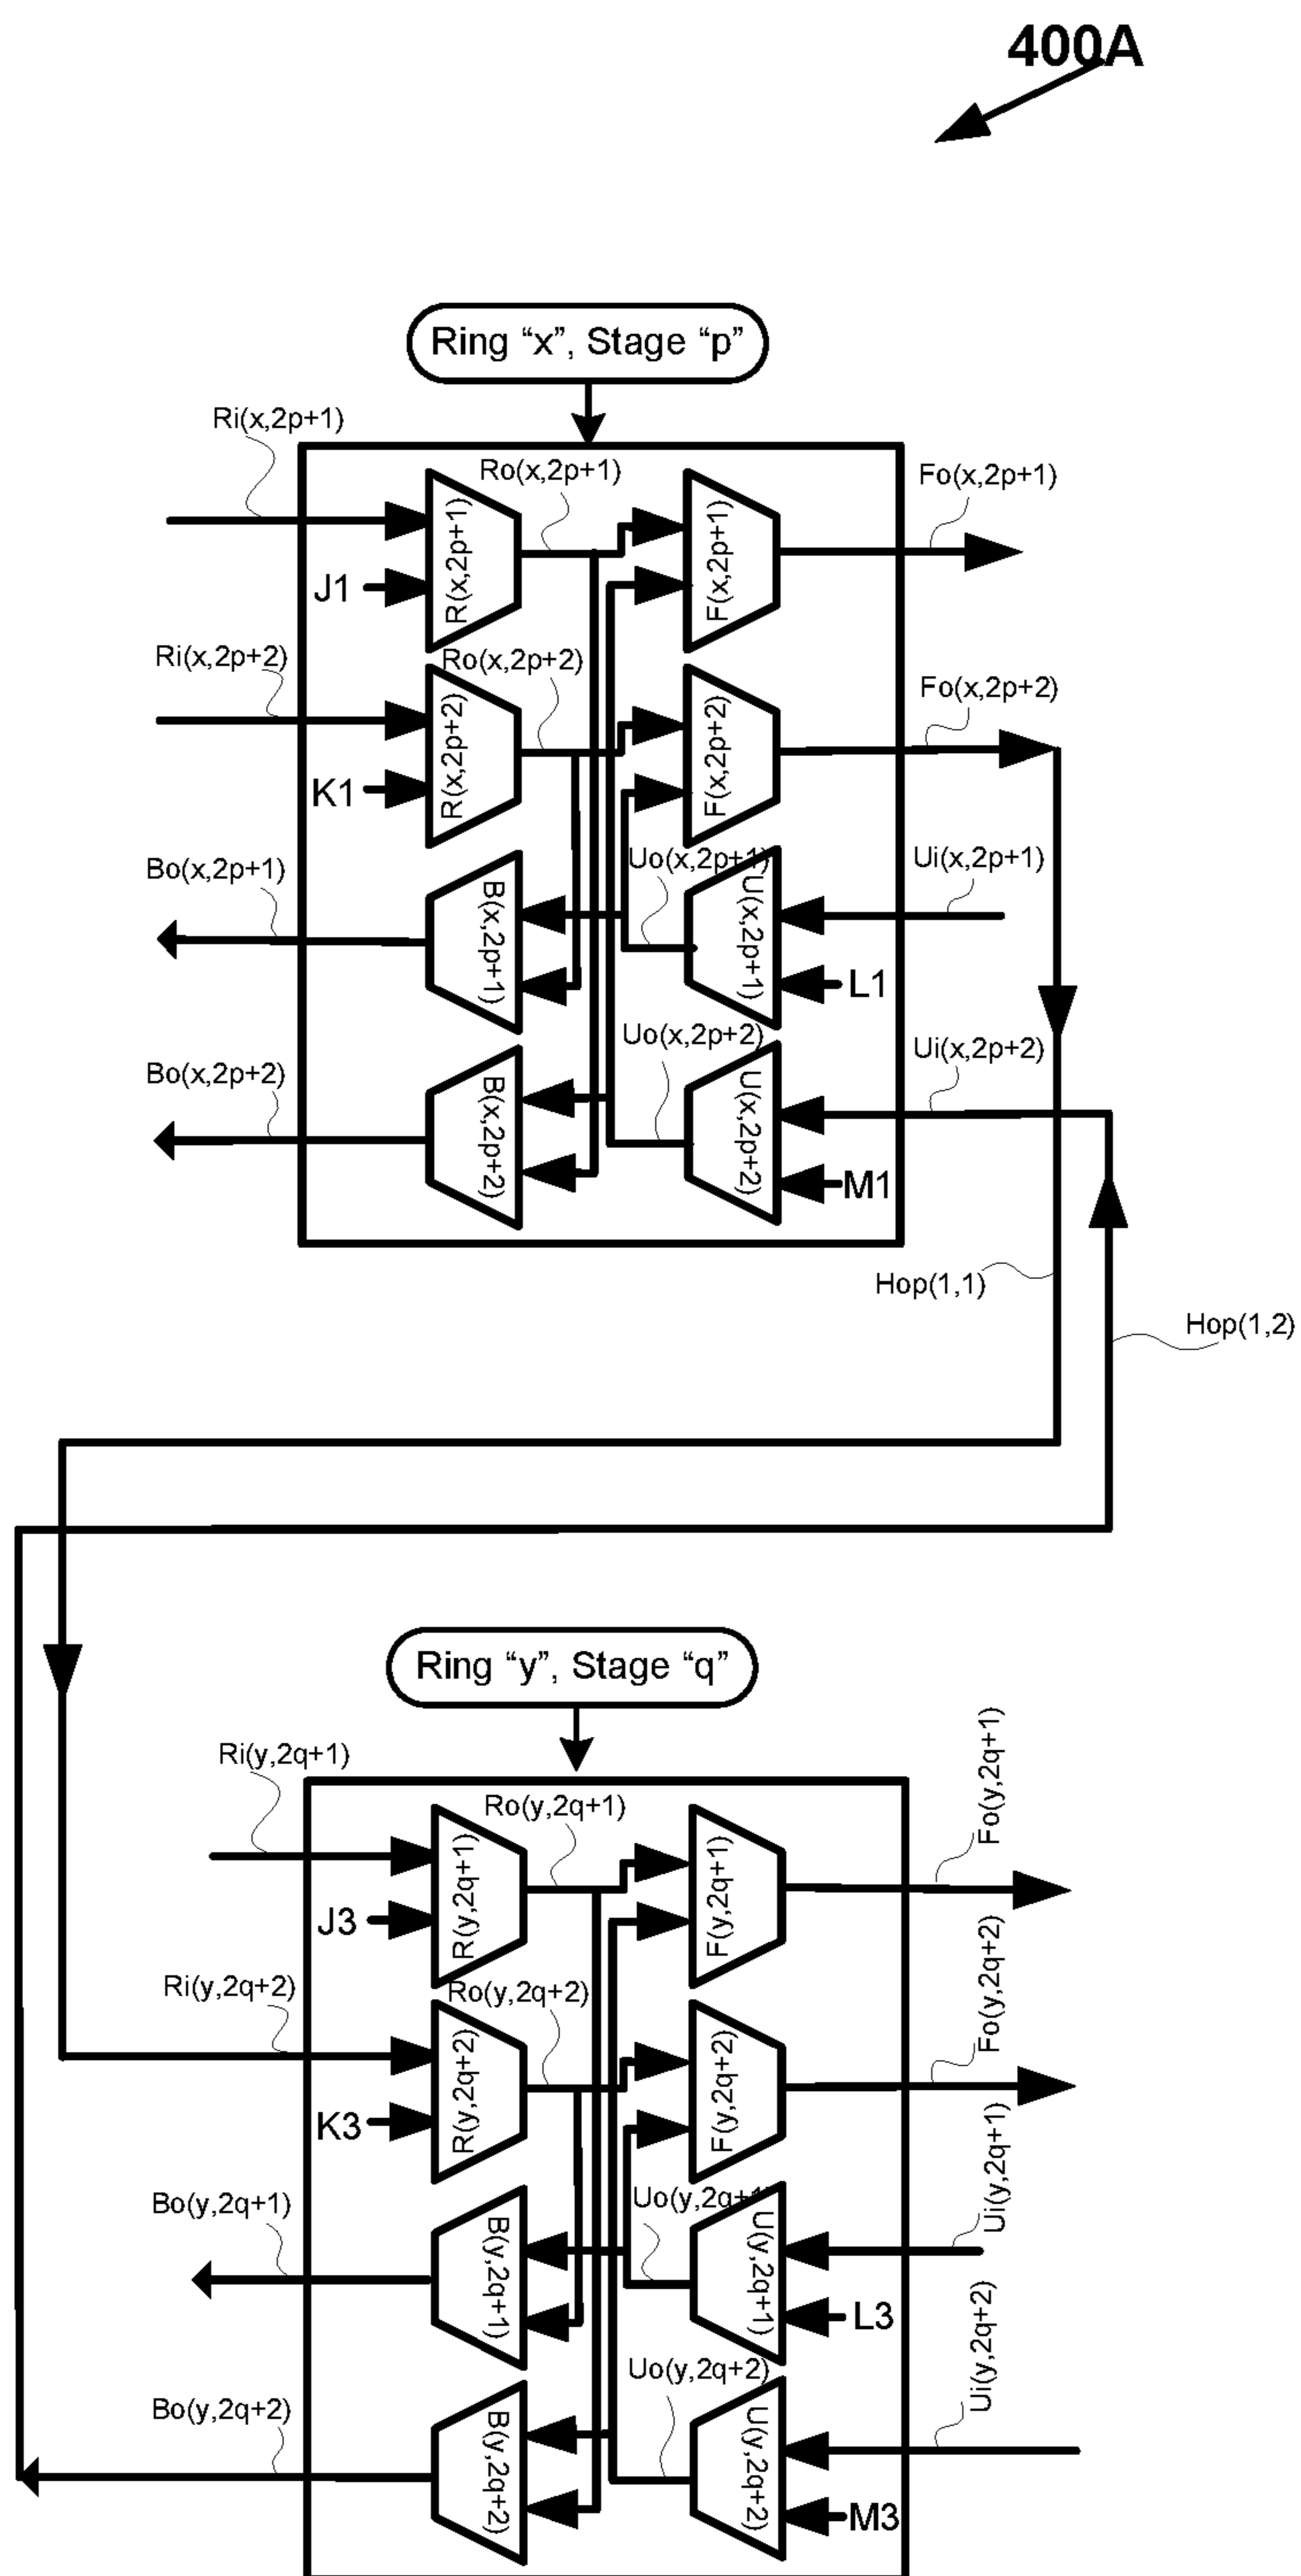 400A
Ring “x”, Stage “p”
Ri(x,2p+1)
Ro(x,2p+1)
Fo(x,2p+1)
R(x,2p+1)
F(x,2p+1)
J1
Ri(x,2p+2)
Ro(x,2p+2)
Fo(x,2p+2)
R(x,2p+2)
F(x,2p+2)
K1
Bo(x,2p+1)
Uo(x,2p+1)
Ui(x,2p+1)
B(x,2p+1)
U(x,2p+1)
L1
Bo(x,2p+2)
Uo(x,2p+2)
Ui(x,2p+2)
B(x,2p+2)
U(x,2p+2)
M1
Hop(1,1)
Hop(1,2)
Ring “y”, Stage “q”
Ri(y,2q+1)
Ro(y,2q+1)
Fo(y,2q+1)
R(y,2q+1)
F(y,2q+1)
J3
Ri(y,2q+2)
Ro(y,2q+2)
Fo(y,2q+2)
R(y,2q+2)
F(y,2q+2)
K3
Bo(y,2q+1)
Uo(y,2q+1)
Ui(y,2q+1)
B(y,2q+1)
U(y,2q+1)
L3
Bo(y,2q+2)
Uo(y,2q+2)
Ui(y,2q+2)
B(y,2q+2)
U(y,2q+2)
M3